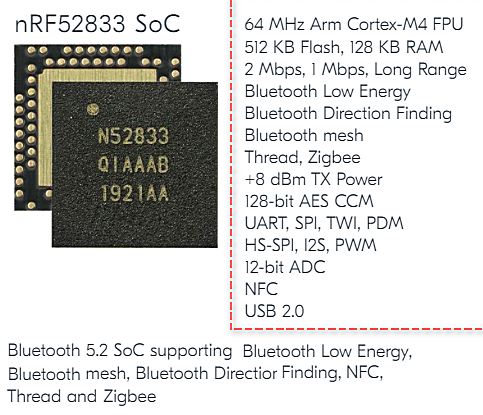 nRF52833 SoC
N52833
QIAAAB
1921AA
64 MHz Arm Cortex-M4 FPU
512 KB Flash, 128 KB RAM
2 Mbps, 1 Mbps, Long Range
Bluetooth Low Energy
Bluetooth Direction Finding
Bluetooth mesh
Thread, Zigbee
+8 dBm TX Power
128-bit AES CCM
UART, SPI, TWI, PDM
HS-SPI, I2S, PWM
12-bit ADC
NFC
USB 2.0
Bluetooth 5.2 SoC supporting Bluetooth Low Energy,
Bluetooth mesh, Bluetooth Directior Finding, NFC,
Thread and Zigbee